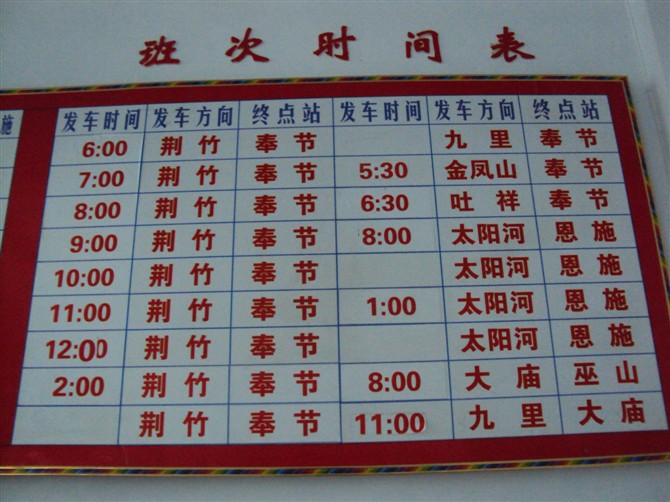 班次时间表
施 发车时间 发车方向 终点站 发车时间 发车方向 终点站
6:00 荆竹 奉节 九里 奉节
7:00 荆竹 奉节 5:30 金凤山 奉节
8:00 荆竹 奉节 6:30 吐祥 奉节
9:00 荆竹 奉节 8:00 太阳河 恩施
10:00 荆竹 奉节 太阳河 恩施
11:00 荆竹 奉节 1:00 太阳河 恩施
12:00 荆竹 奉节 太阳河 恩施
2:00 荆竹 奉节 8:00 大庙 巫山
荆竹 奉节 11:00 九里 大庙